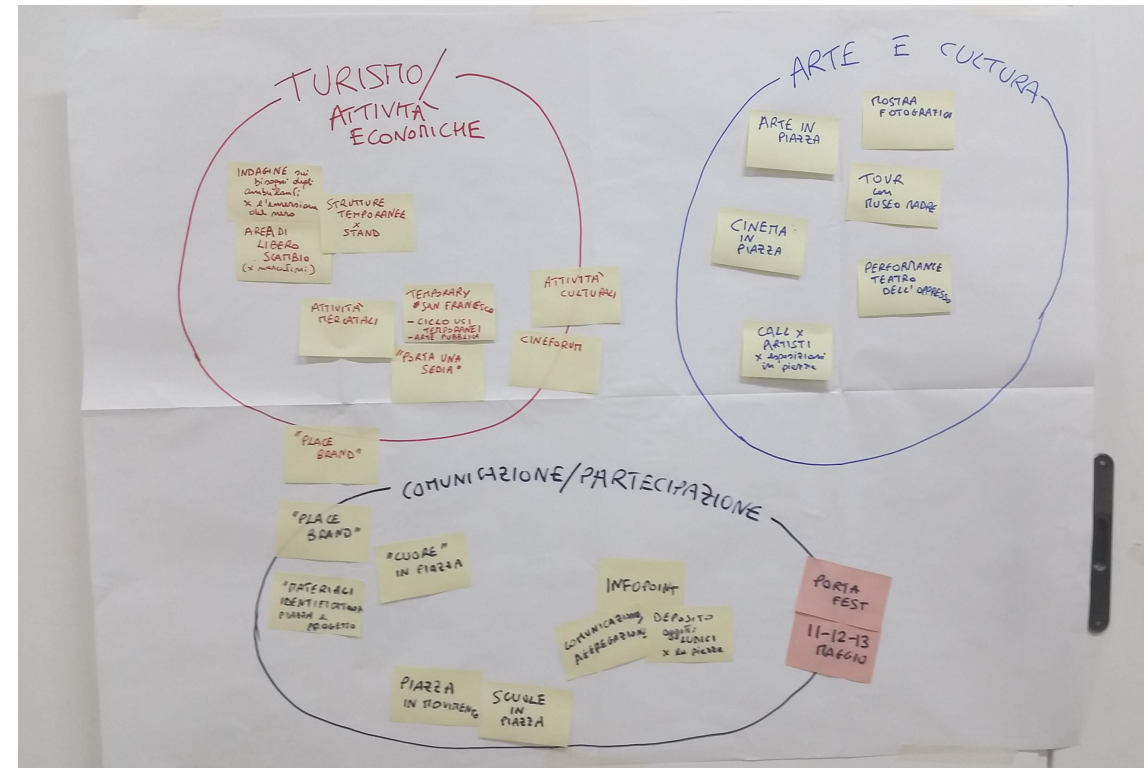 TURISMO/
ATTIVITÀ
ECONOMICHE
INDAGINE sui
bisogni degli
ambulanti
x l'emersione
del nero
STRUTTURE
TEMPORANEE
x
STAND
AREA DI
LIBERO
SCAMBIO
(x mercatini)
ATTIVITÀ
MERCATALI
TEMPORARY
#SAN FRANCESCO
- CICLO USI
TEMPORANEI
- ARTE PUBBLICA
"PORTA UNA
SEDIA"
ATTIVITÀ
CULTURALI
CINEFORUM
"PLACE
BRAND"
ARTE E CULTURA
ARTE IN
PIAZZA
MOSTRA
FOTOGRAFICA
TOUR
con
MUSEO MADRE
CINEMA
IN
PIAZZA
PERFORMANCE
TEATRO
DELL'OPPRESSO
CALL x
ARTISTI
x esposizioni
in piazza
COMUNICAZIONE/PARTECIPAZIONE
"PLACE
BRAND"
"CUORE"
IN PIAZZA
"MATERIALI
IDENTIFICATIVI
PIAZZA E
PROGETTO
INFOPOINT
COMUNICAZIONE
AGGREGAZIONE
DEPOSITO
oggetti
LUDICI
x la piazza
PIAZZA
IN MOVIMENTO
SCUOLE
IN
PIAZZA
PORTA
FEST
11-12-13
MAGGIO